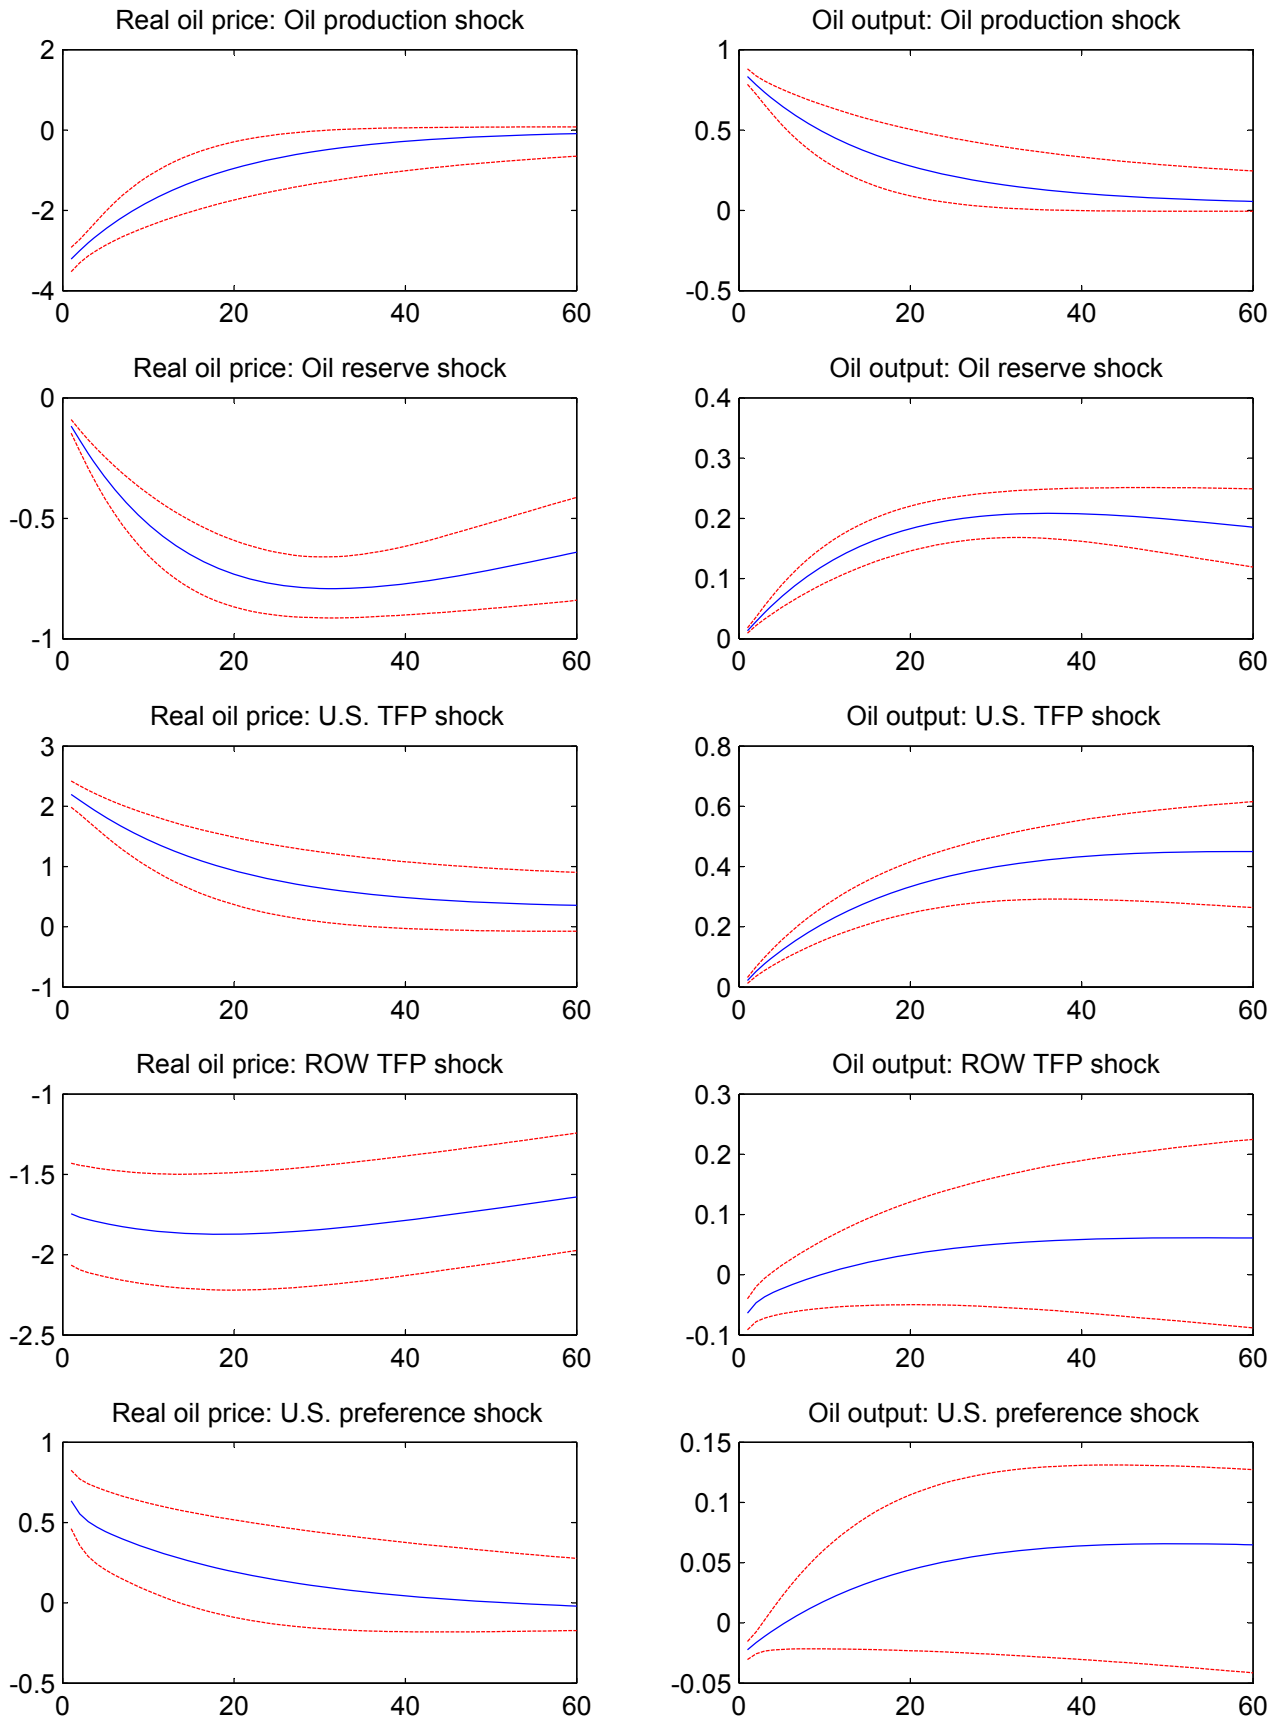 Real oil price: Oil production shock
2
0
-2
-4
0 20 40 60
Oil output: Oil production shock
1
0.5
0
-0.5
0 20 40 60
Real oil price: Oil reserve shock
0
-0.5
-1
0 20 40 60
Oil output: Oil reserve shock
0.4
0.3
0.2
0.1
0
0 20 40 60
Real oil price: U.S. TFP shock
3
2
1
0
-1
0 20 40 60
Oil output: U.S. TFP shock
0.8
0.6
0.4
0.2
0
0 20 40 60
Real oil price: ROW TFP shock
-1
-1.5
-2
-2.5
0 20 40 60
Oil output: ROW TFP shock
0.3
0.2
0.1
0
-0.1
0 20 40 60
Real oil price: U.S. preference shock
1
0.5
0
-0.5
0 20 40 60
Oil output: U.S. preference shock
0.15
0.1
0.05
0
-0.05
0 20 40 60